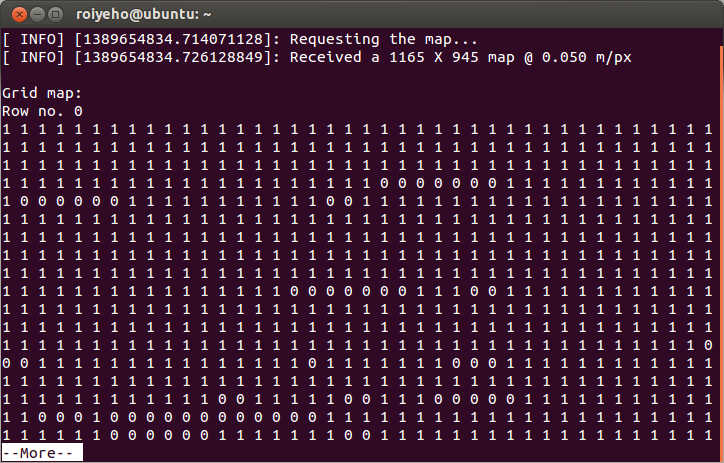 roiyeho@ubuntu: ~
[ INFO] [1389654834.714071128]: Requesting the map...
[ INFO] [1389654834.726128849]: Received a 1165 X 945 map @ 0.050 m/px
Grid map:
Row no. 0
1 1 1 1 1 1 1 1 1 1 1 1 1 1 1 1 1 1 1 1 1 1 1 1 1 1 1 1 1 1 1 1 1 1 1 1 1 1 1 1
1 1 1 1 1 1 1 1 1 1 1 1 1 1 1 1 1 1 1 1 1 1 1 1 1 1 1 1 1 1 1 1 1 1 1 1 1 1 1 1
1 1 1 1 1 1 1 1 1 1 1 1 1 1 1 1 1 1 1 1 1 1 1 1 1 1 1 1 1 1 1 1 1 1 1 1 1 1 1 1
1 1 1 1 1 1 1 1 1 1 1 1 1 1 1 1 1 1 1 1 1 0 0 0 0 0 0 0 1 1 1 1 1 1 1 1 1 1 1 1
1 0 0 0 0 0 0 1 1 1 1 1 1 1 1 1 1 1 0 0 1 1 1 1 1 1 1 1 1 1 1 1 1 1 1 1 1 1 1 1
1 1 1 1 1 1 1 1 1 1 1 1 1 1 1 1 1 1 1 1 1 1 1 1 1 1 1 1 1 1 1 1 1 1 1 1 1 1 1 1
1 1 1 1 1 1 1 1 1 1 1 1 1 1 1 1 1 1 1 1 1 1 1 1 1 1 1 1 1 1 1 1 1 1 1 1 1 1 1 1
1 1 1 1 1 1 1 1 1 1 1 1 1 1 1 1 1 1 1 1 1 1 1 1 1 1 1 1 1 1 1 1 1 1 1 1 1 1 1 1
1 1 1 1 1 1 1 1 1 1 1 1 1 1 1 1 1 1 1 1 1 1 1 1 1 1 1 1 1 1 1 1 1 1 1 1 1 1 1 1
1 1 1 1 1 1 1 1 1 1 1 1 1 1 1 1 0 0 0 0 0 0 0 1 1 1 0 0 1 1 1 1 1 1 1 1 1 1 1 1
1 1 1 1 1 1 1 1 1 1 1 1 1 1 1 1 1 1 1 1 1 1 1 1 1 1 1 1 1 1 1 1 1 1 1 1 1 1 1 1
1 1 1 1 1 1 1 1 1 1 1 1 1 1 1 1 1 1 1 1 1 1 1 1 1 1 1 1 1 1 1 1 1 1 1 1 1 1 1 1
1 1 1 1 1 1 1 1 1 1 1 1 1 1 1 1 1 1 1 1 1 1 1 1 1 1 1 1 1 1 1 1 1 1 1 1 1 1 1 0
0 0 1 1 1 1 1 1 1 1 1 1 1 1 1 1 1 0 1 1 1 1 1 1 1 0 0 0 1 1 1 1 1 1 1 1 1 1 1 1
1 1 1 1 1 1 1 1 1 1 1 1 1 1 1 1 1 1 1 1 1 1 1 1 1 1 1 1 1 1 1 1 1 1 1 1 1 1 1 1
1 1 1 1 1 1 1 1 1 1 1 1 0 0 1 1 1 1 1 0 0 1 1 1 0 0 0 0 0 1 1 1 1 1 1 1 1 1 1 1
1 1 0 0 0 1 0 0 0 0 0 0 0 0 0 0 0 0 1 1 1 1 1 1 1 1 1 1 1 1 1 1 1 1 1 1 1 1 1 1
1 1 1 1 1 1 0 0 0 0 0 0 1 1 1 1 1 1 1 0 0 1 1 1 1 1 1 1 1 1 1 1 1 1 1 1 1 1 1 1
--More--